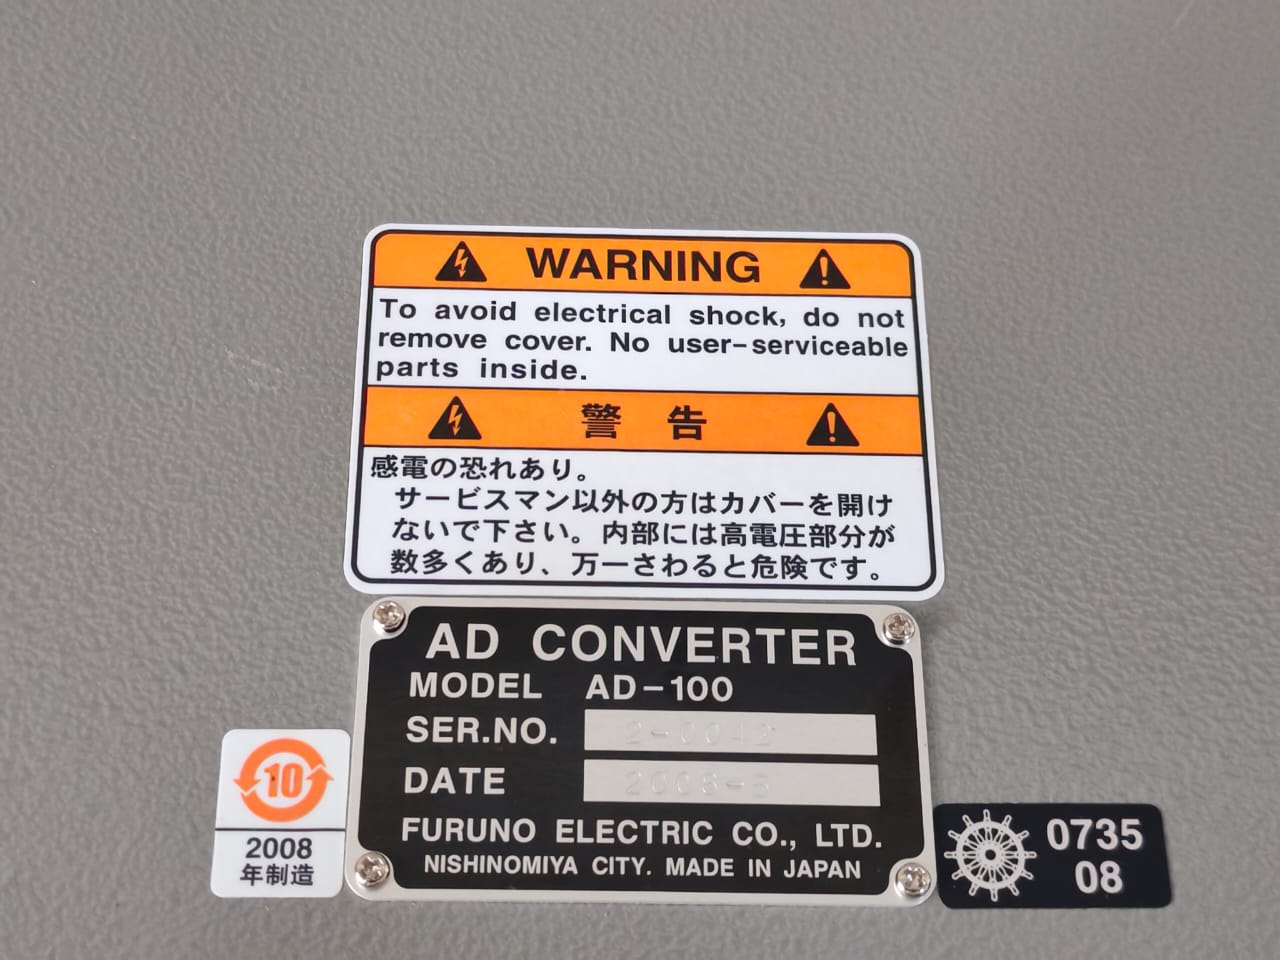 WARNING
To avoid electrical shock, do not
remove cover. No user-serviceable
parts inside.
警 告
感電の恐れあり。
サービスマン以外の方はカバーを開け
ないで下さい。内部には高電圧部分が
数多くあり、万一さわると危険です。
AD CONVERTER
MODEL AD-100
SER.NO. 2-0042
DATE
FURUNO ELECTRIC CO., LTD.
NISHINOMIYA CITY. MADE IN JAPAN
10
2008
年制造
0735
08